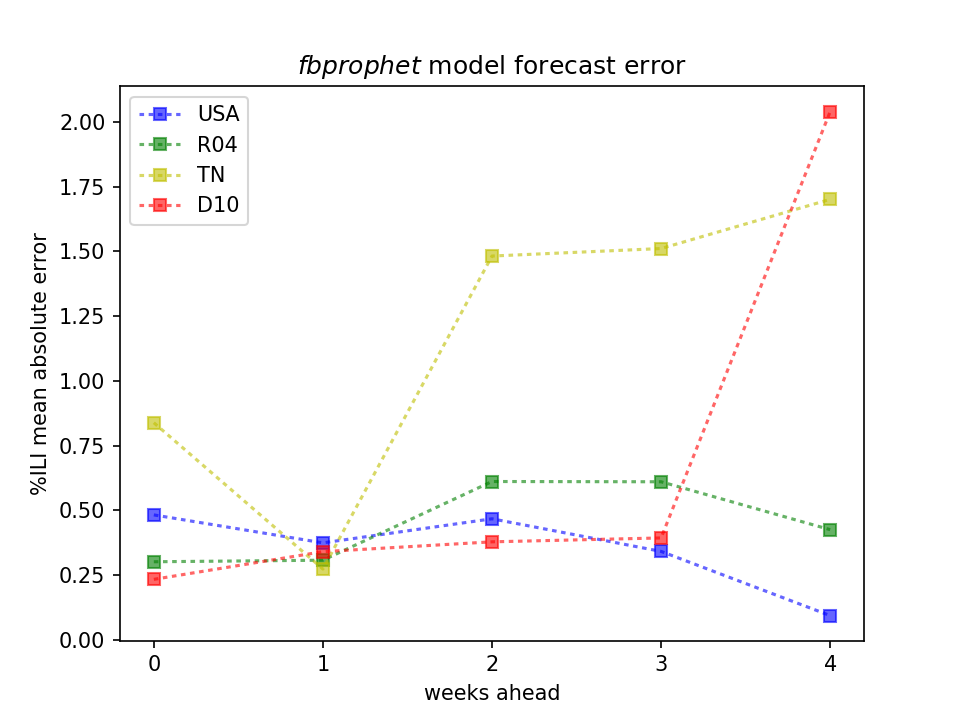 fbprophet model forecast error
USA
R04
TN
D10
%ILI mean absolute error
2.00
1.75
1.50
1.25
1.00
0.75
0.50
0.25
0.00
0 1 2 3 4
weeks ahead